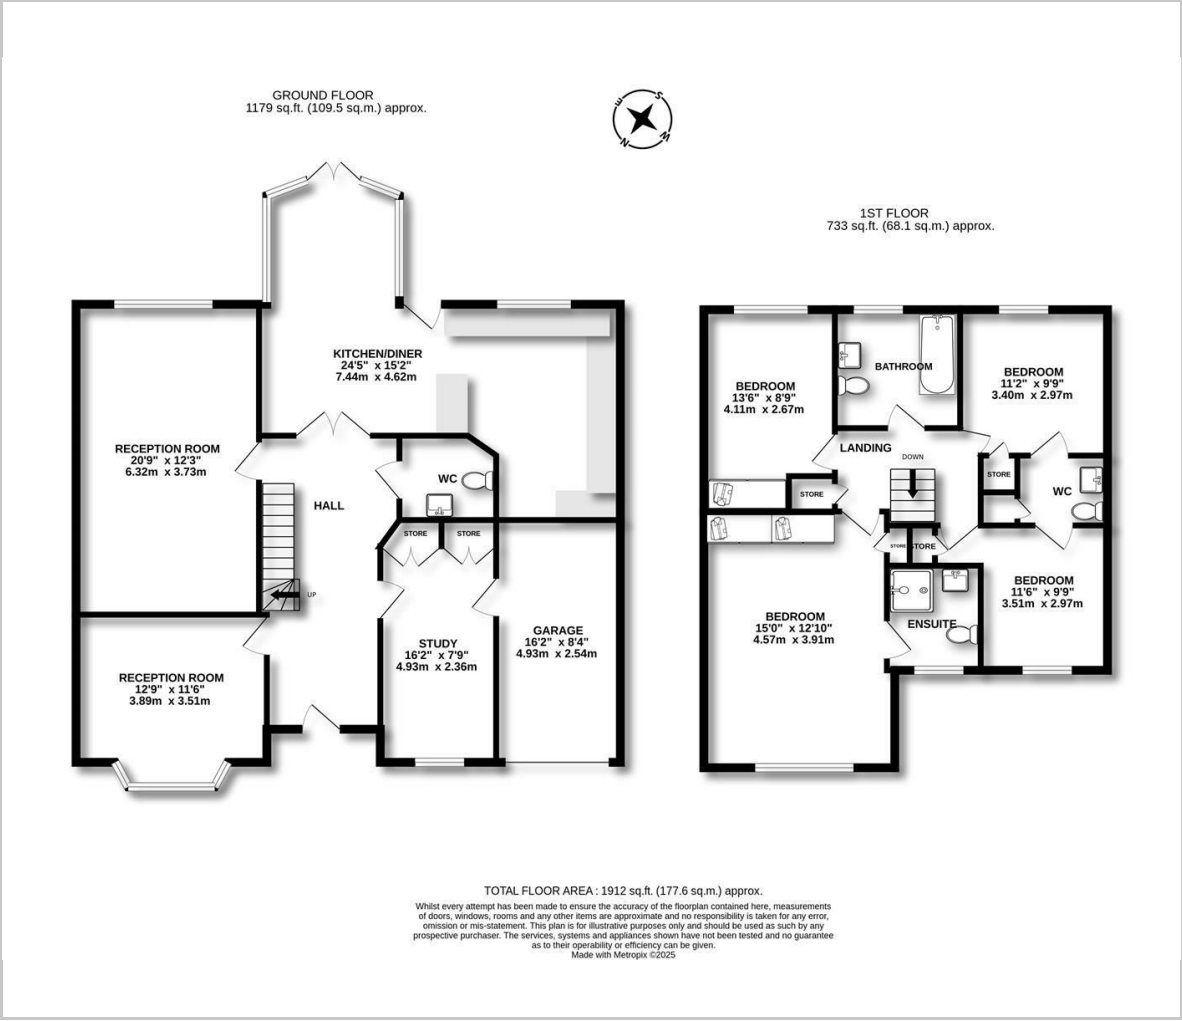 GROUND FLOOR
1179 sq.ft. (109.5 sq.m.) approx.
S
E
W
N
1ST FLOOR
733 sq.ft. (68.1 sq.m.) approx.
KITCHEN/DINER
24'5" x 15'2"
7.44m x 4.62m
RECEPTION ROOM
20'9" x 12'3"
6.32m x 3.73m
WC
HALL
STORE
STORE
UP
STUDY
16'2" x 7'9"
4.93m x 2.36m
GARAGE
16'2" x 8'4"
4.93m x 2.54m
RECEPTION ROOM
12'9" x 11'6"
3.89m x 3.51m
BEDROOM
13'6" x 8'9"
4.11m x 2.67m
BATHROOM
BEDROOM
11'2" x 9'9"
3.40m x 2.97m
LANDING
DOWN
STORE
STORE
WC
STORE
STORE
BEDROOM
15'0" x 12'10"
4.57m x 3.91m
ENSUITE
BEDROOM
11'6" x 9'9"
3.51m x 2.97m
TOTAL FLOOR AREA : 1912 sq.ft. (177.6 sq.m.) approx.
Whilst every attempt has been made to ensure the accuracy of the floorplan contained here, measurements
of doors, windows, rooms and any other items are approximate and no responsibility is taken for any error,
omission or mis-statement. This plan is for illustrative purposes only and should be used as such by any
prospective purchaser. The services, systems and appliances shown have not been tested and no guarantee
as to their operability or efficiency can be given.
Made with Metropix ©2025